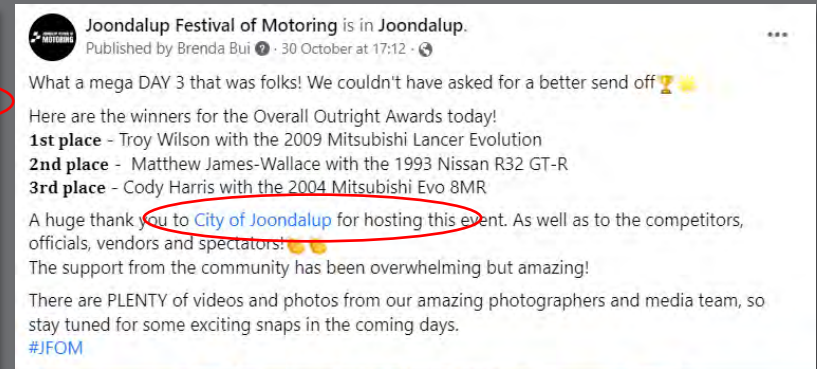 Joondalup Festival of Motoring is in Joondalup.
Published by Brenda Bui · 30 October at 17:12 ·
What a mega DAY 3 that was folks! We couldn't have asked for a better send off🏆
Here are the winners for the Overall Outright Awards today!
1st place - Troy Wilson with the 2009 Mitsubishi Lancer Evolution
2nd place - Matthew James-Wallace with the 1993 Nissan R32 GT-R
3rd place - Cody Harris with the 2004 Mitsubishi Evo 8MR
A huge thank you to City of Joondalup for hosting this event. As well as to the competitors,
officials, vendors and spectators!👏👏
The support from the community has been overwhelming but amazing!
There are PLENTY of videos and photos from our amazing photographers and media team, so
stay tuned for some exciting snaps in the coming days.
#JFOM